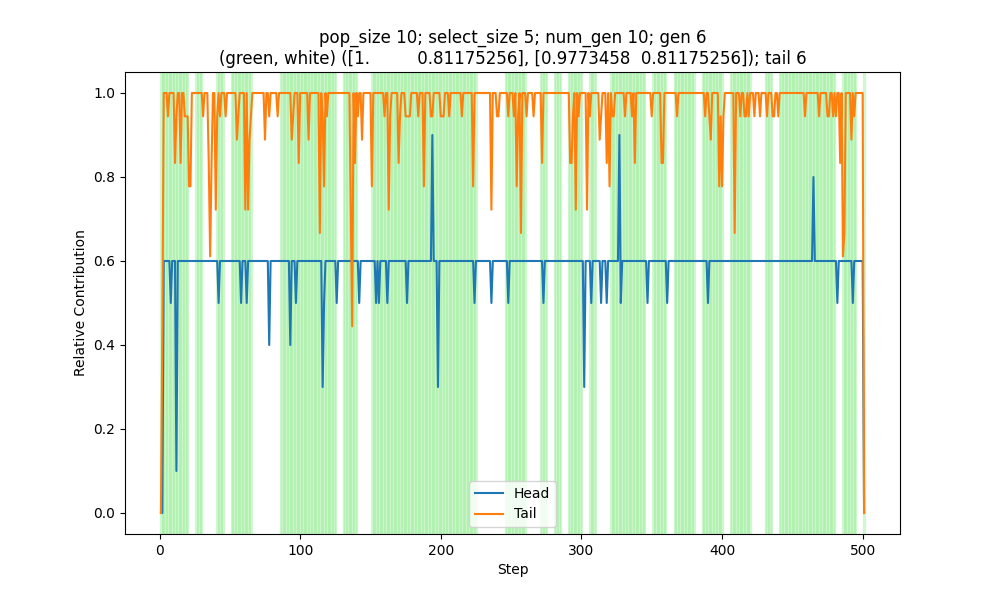 pop_size 10; select_size 5; num_gen 10; gen 6
(green, white) ([1.         0.81175256], [0.9773458  0.81175256]); tail 6
1.0
0.8
0.6
0.4
0.2
0.0
Relative Contribution
Head
Tail
0
100
200
300
400
500
Step